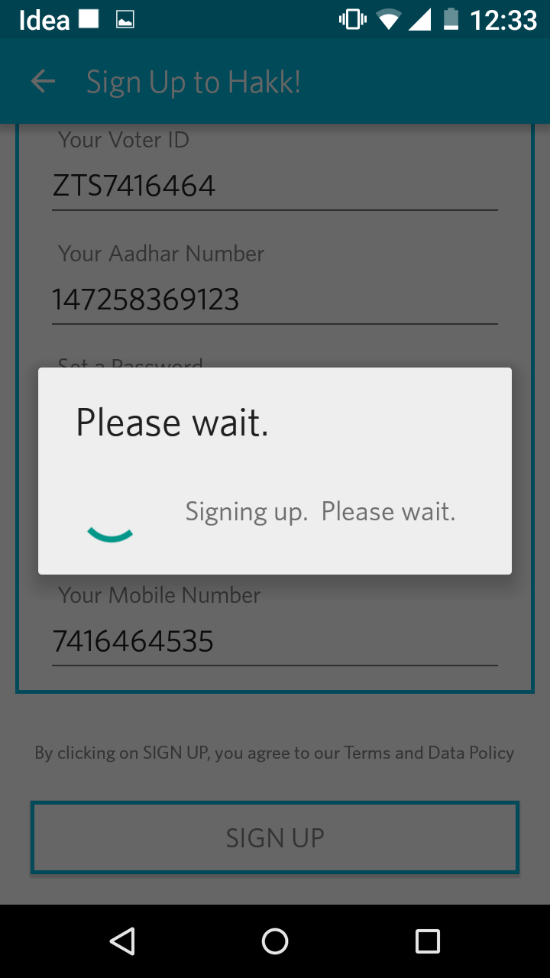 Idea 12:33
Sign Up to Hakk!
Your Voter ID
ZTS7416464
Your Aadhar Number
147258369123
Set a Password
Please wait.
Signing up. Please wait.
Your Mobile Number
7416464535
By clicking on SIGN UP, you agree to our Terms and Data Policy
SIGN UP